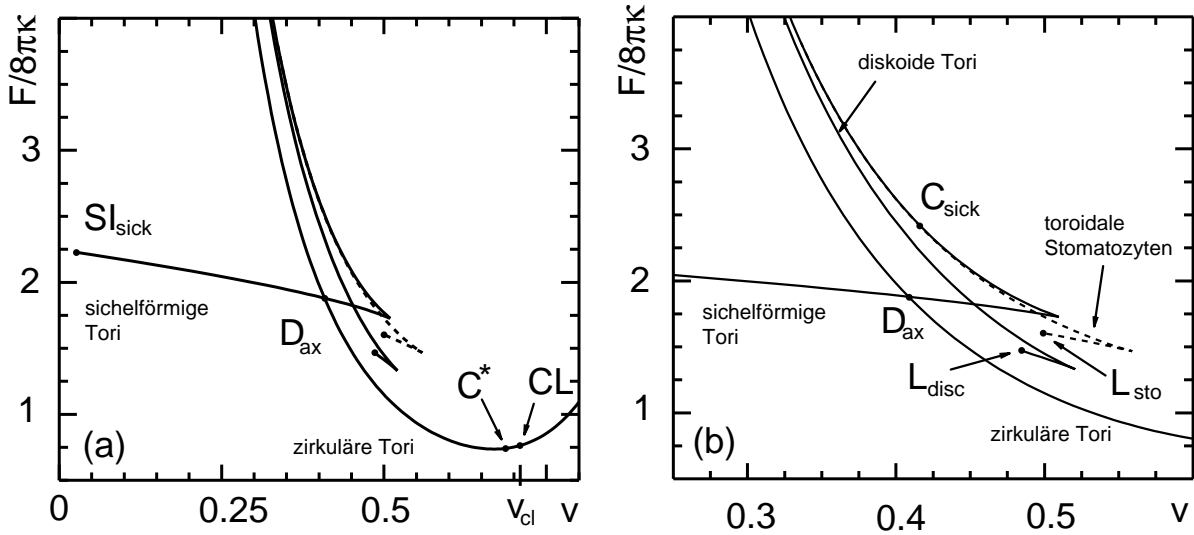 F/8πκ
3
2
1
SI_sick
sichelförmige
Tori
D_ax
C*
CL
(a)
zirkuläre Tori
0
0.25
0.5
v_cl
v
F/8πκ
3
2
1
diskoide Tori
C_sick
toroidale
Stomatozyten
sichelförmige
Tori
D_ax
L_disc
L_sto
(b)
zirkuläre Tori
0.3
0.4
0.5
v